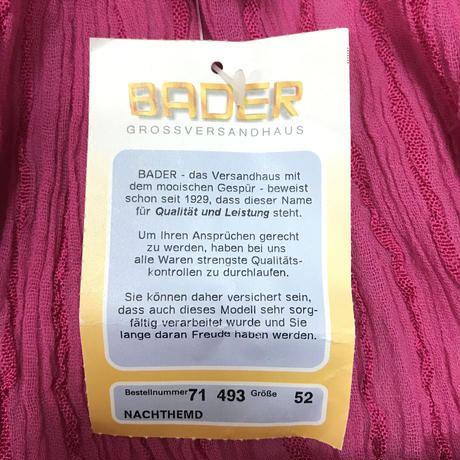 BADER
GROSSVERSANDHAUS
BADER - das Versandhaus mit
dem modischen Gespür - beweist
schon seit 1929, dass dieser Name
für Qualität und Leistung steht.
Um Ihren Ansprüchen gerecht
zu werden, haben bei uns
alle Waren strengste Qualitäts-
kontrollen zu durchlaufen.
Sie können daher versichert sein,
dass auch dieses Modell sehr sorg-
fältig verarbeitet wurde und Sie
lange daran Freude haben werden.
Bestellnummer 71 493 Größe 52
NACHTHEMD